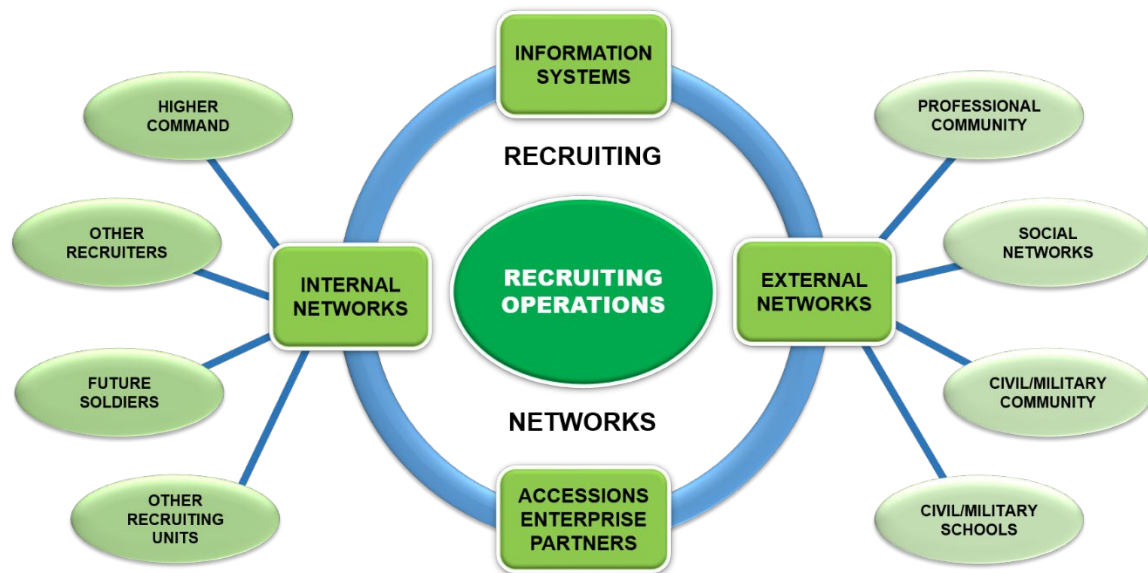 INFORMATION
SYSTEMS
HIGHER
COMMAND
PROFESSIONAL
COMMUNITY
RECRUITING
OTHER
RECRUITERS
SOCIAL
NETWORKS
INTERNAL
NETWORKS
RECRUITING
OPERATIONS
EXTERNAL
NETWORKS
FUTURE
SOLDIERS
CIVIL/MILITARY
COMMUNITY
NETWORKS
OTHER
RECRUITING
UNITS
ACCESSIONS
ENTERPRISE
PARTNERS
CIVIL/MILITARY
SCHOOLS